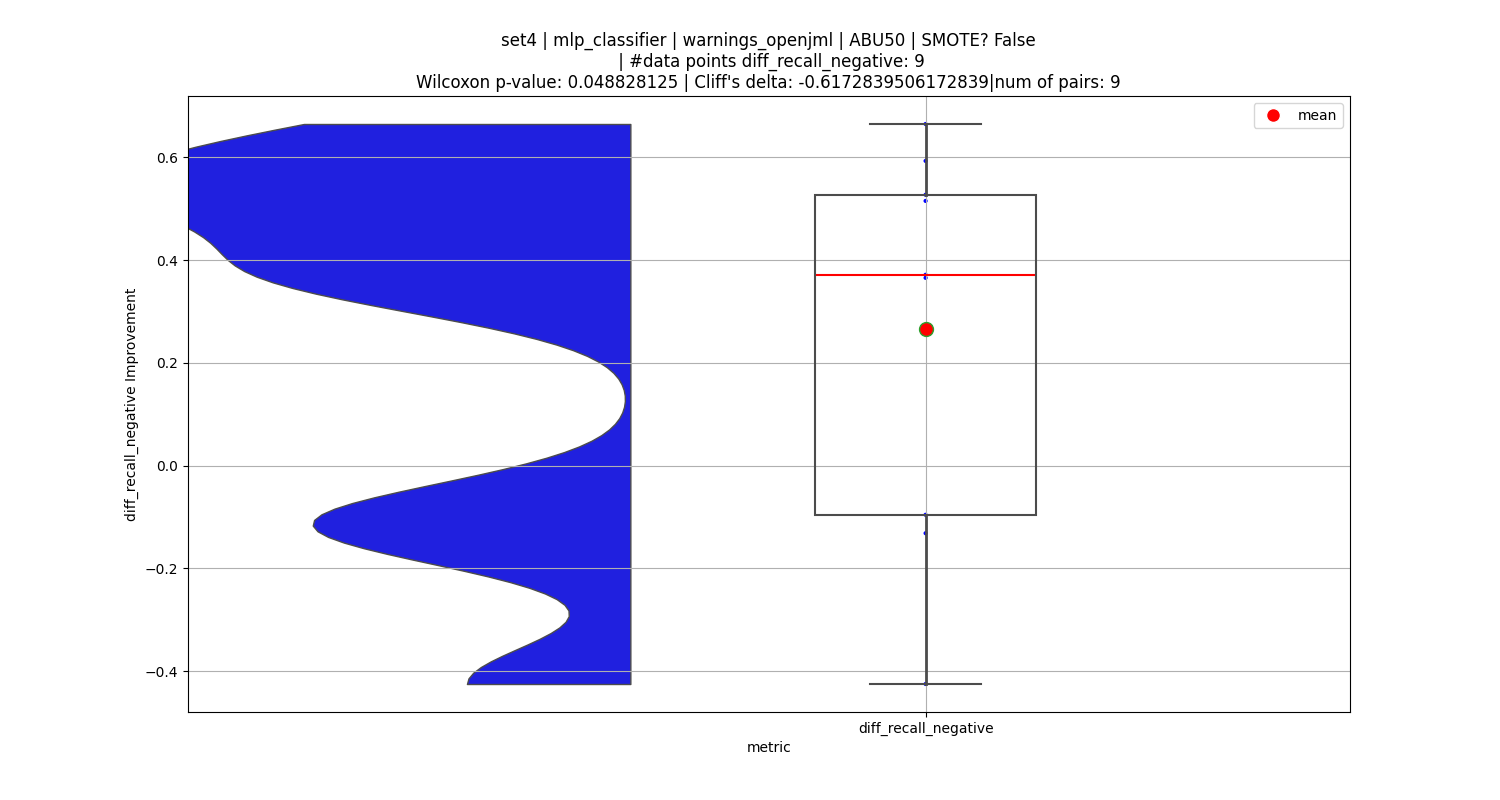 set4 | mlp_classifier | warnings_openjml | ABU50 | SMOTE? False
| #data points diff_recall_negative: 9
Wilcoxon p-value: 0.048828125 | Cliff's delta: -0.6172839506172839|num of pairs: 9
mean
0.6
0.4
0.2
0.0
−0.2
−0.4
diff_recall_negative Improvement
diff_recall_negative
metric